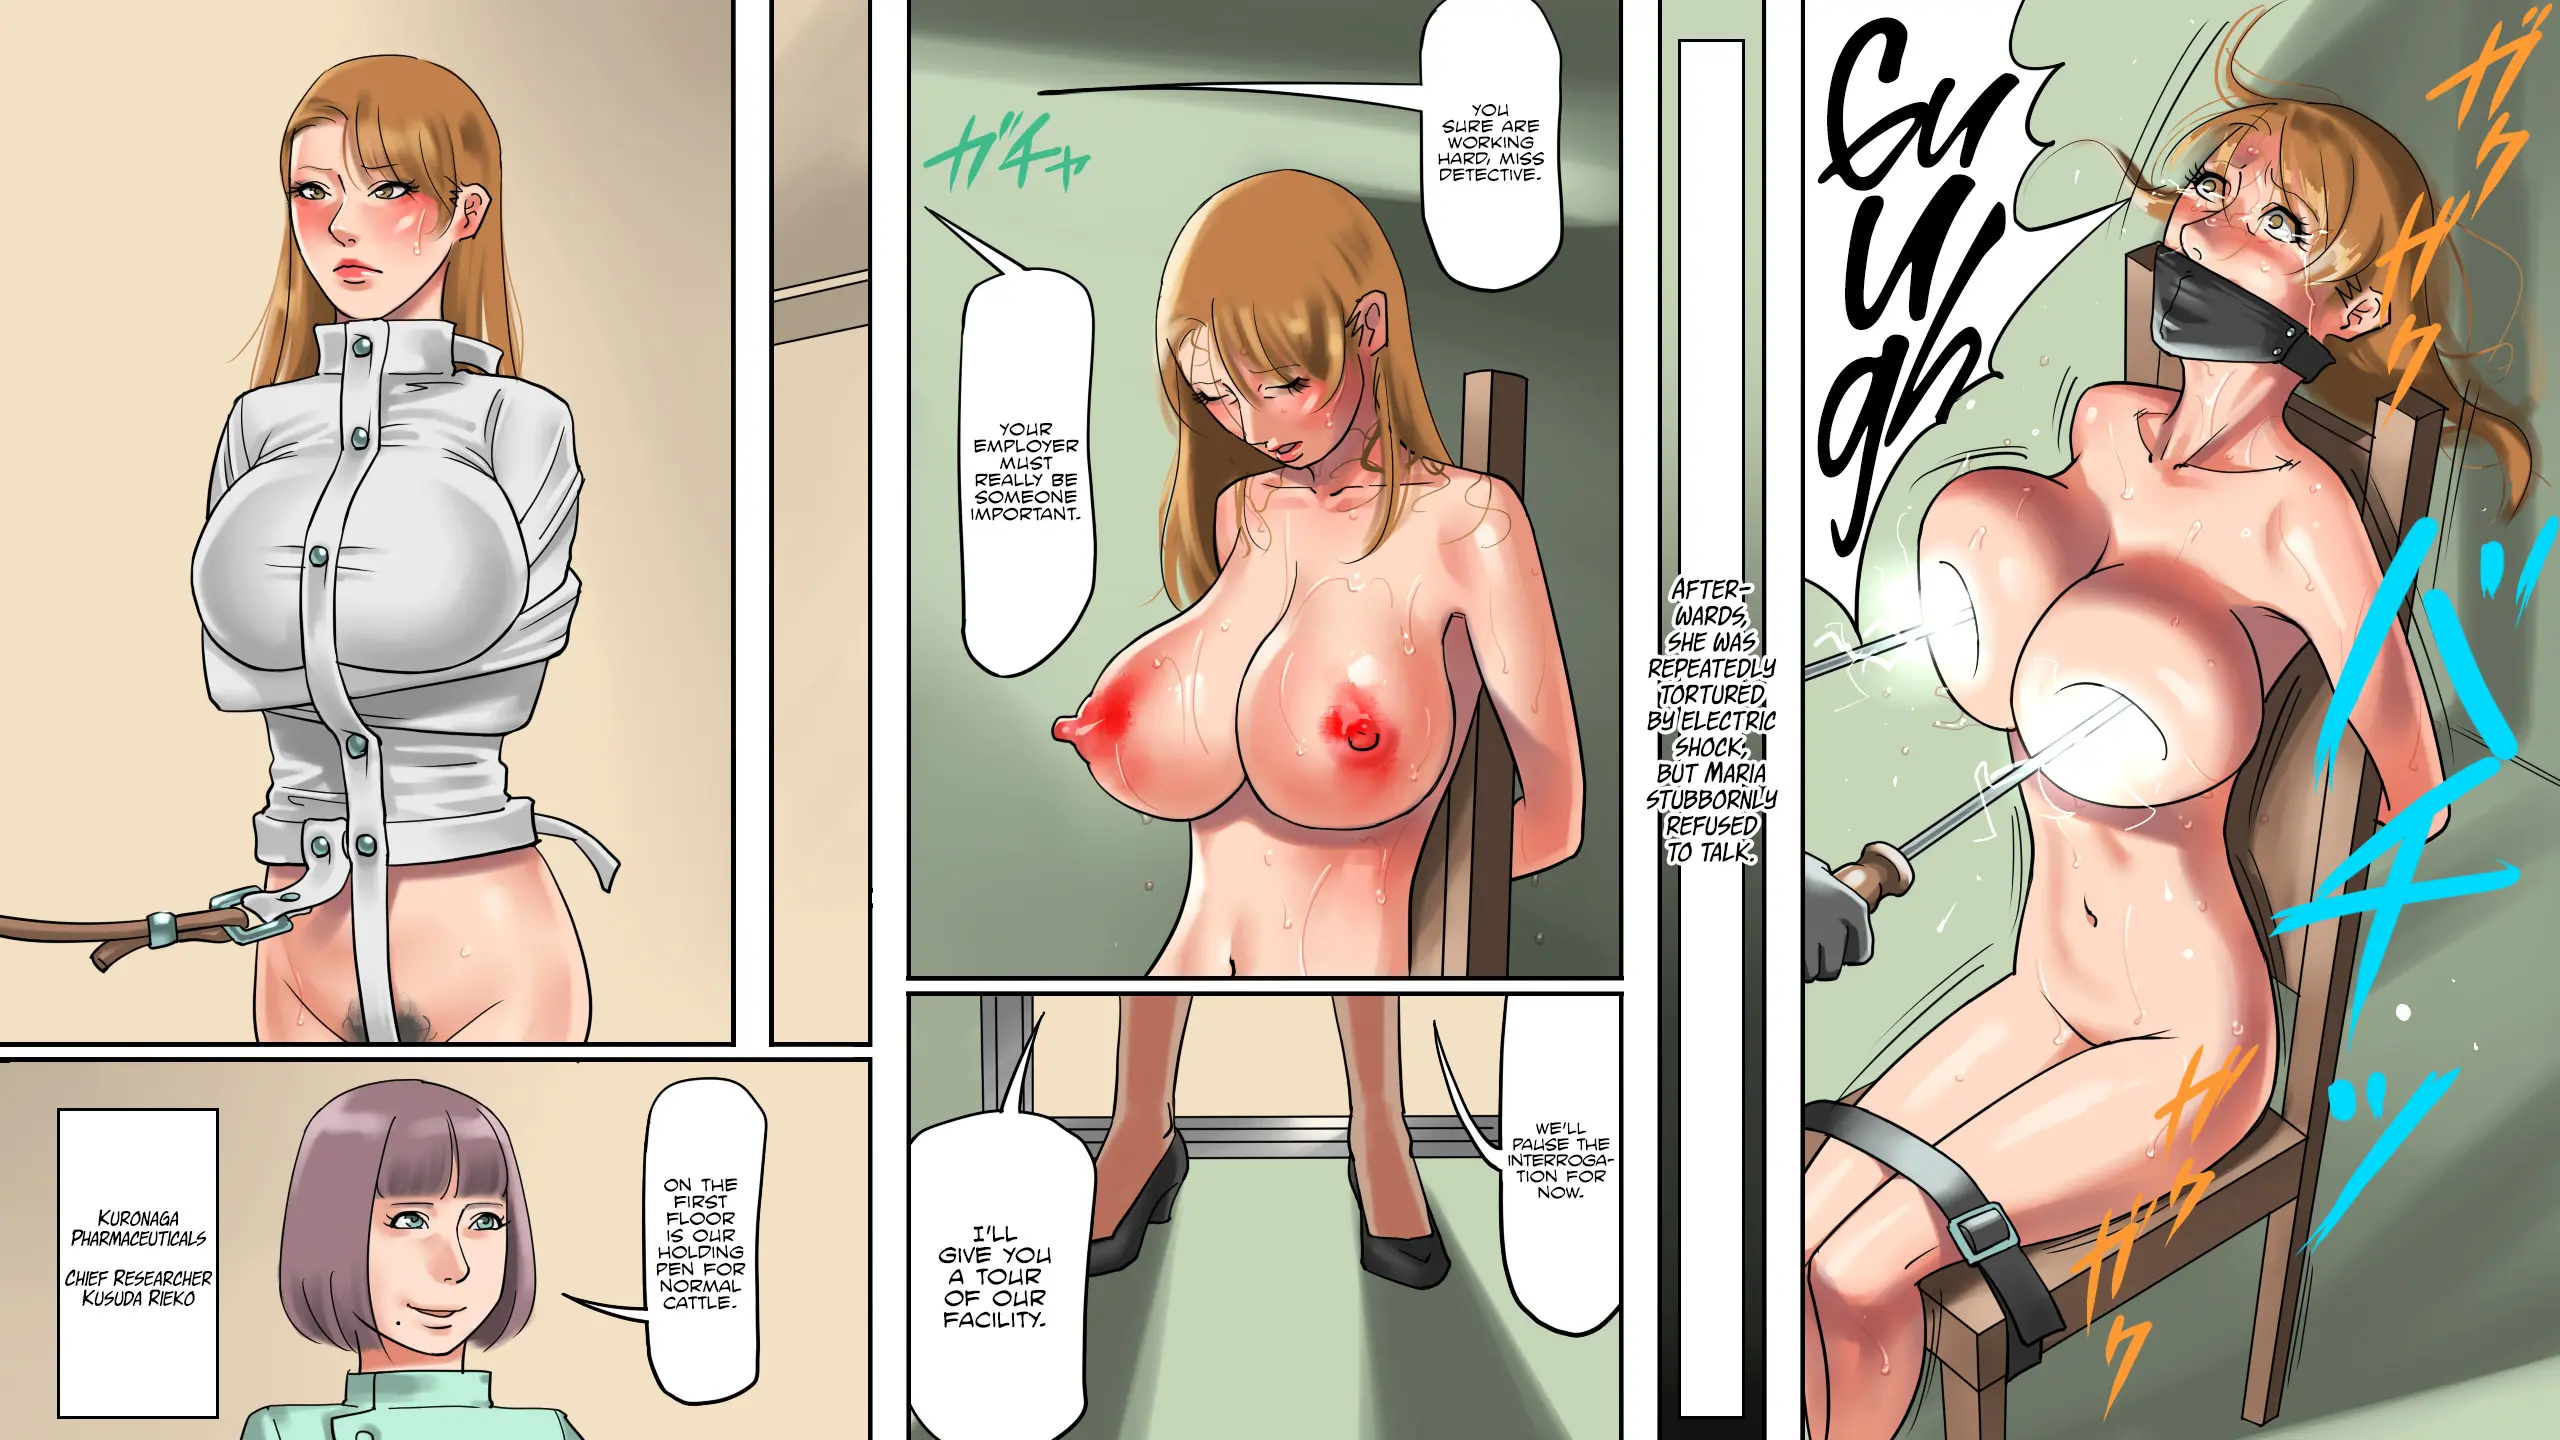 Gu
U
gh
ガク
ガク
バチッ
ガク
ガク
AFTER-
WARDS,
SHE WAS
REPEATEDLY
TORTURED
BY ELECTRIC
SHOCK,
BUT MARIA
STUBBORNLY
REFUSED
TO TALK.
YOU
SURE ARE
WORKING
HARD, MISS
DETECTIVE.
ガチャ
YOUR
EMPLOYER
MUST
REALLY BE
SOMEONE
IMPORTANT.
WE'LL
PAUSE THE
INTERROGA-
TION FOR
NOW.
I'LL
GIVE YOU
A TOUR
OF OUR
FACILITY.
ON THE
FIRST
FLOOR
IS OUR
HOLDING
PEN FOR
NORMAL
CATTLE.
KURONAGA
PHARMACEUTICALS
CHIEF RESEARCHER
KUSUDA RIEKO